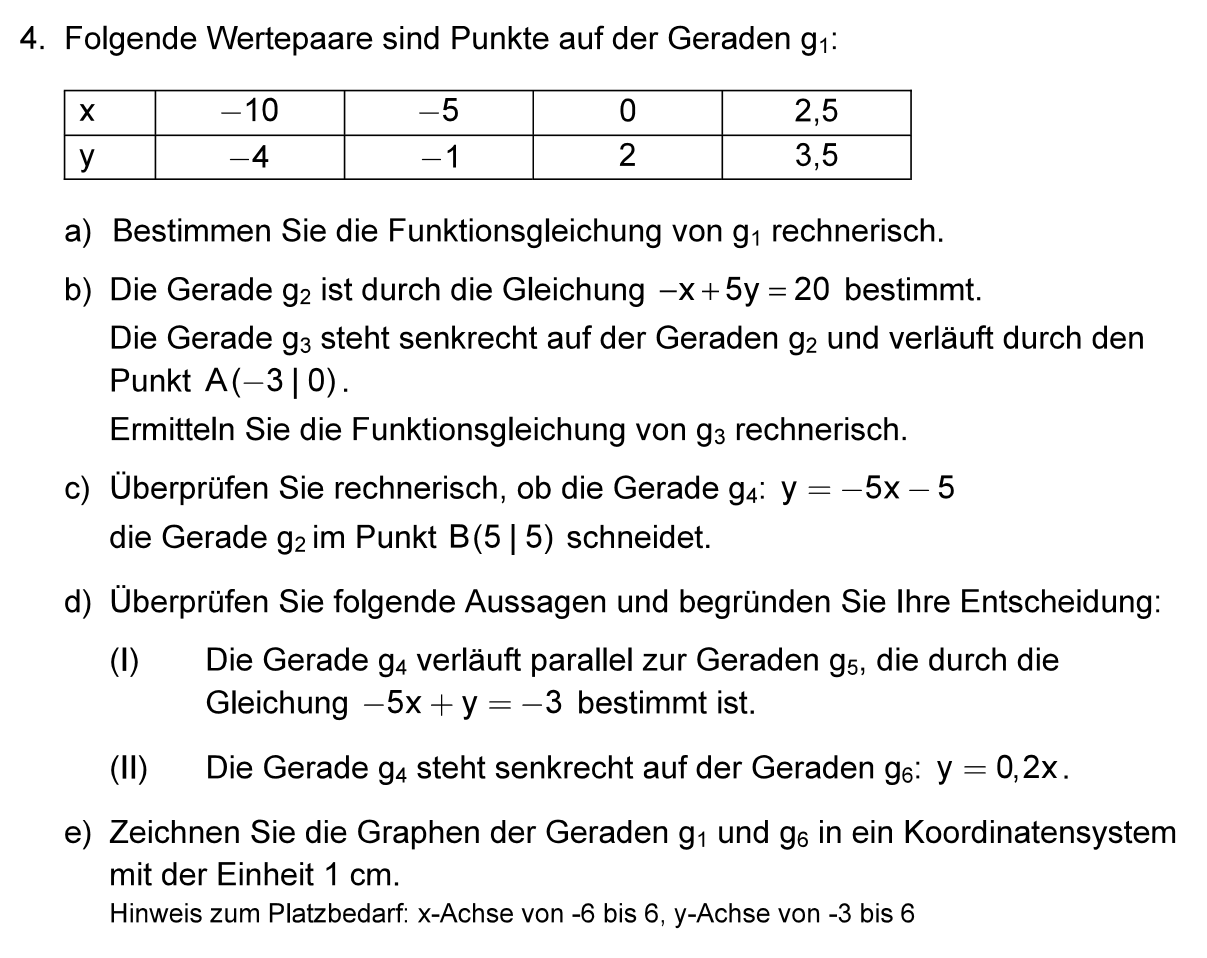 4. Folgende Wertepaare sind Punkte auf der Geraden g₁:
x −10 −5 0 2,5
y −4 −1 2 3,5
a) Bestimmen Sie die Funktionsgleichung von g₁ rechnerisch.
b) Die Gerade g₂ ist durch die Gleichung −x + 5y = 20 bestimmt.
Die Gerade g₃ steht senkrecht auf der Geraden g₂ und verläuft durch den
Punkt A(−3 | 0).
Ermitteln Sie die Funktionsgleichung von g₃ rechnerisch.
c) Überprüfen Sie rechnerisch, ob die Gerade g₄: y = −5x − 5
die Gerade g₂ im Punkt B(5 | 5) schneidet.
d) Überprüfen Sie folgende Aussagen und begründen Sie Ihre Entscheidung:
(I) Die Gerade g₄ verläuft parallel zur Geraden g₅, die durch die
Gleichung −5x + y = −3 bestimmt ist.
(II) Die Gerade g₄ steht senkrecht auf der Geraden g₆: y = 0,2x.
e) Zeichnen Sie die Graphen der Geraden g₁ und g₆ in ein Koordinatensystem
mit der Einheit 1 cm.
Hinweis zum Platzbedarf: x-Achse von -6 bis 6, y-Achse von -3 bis 6